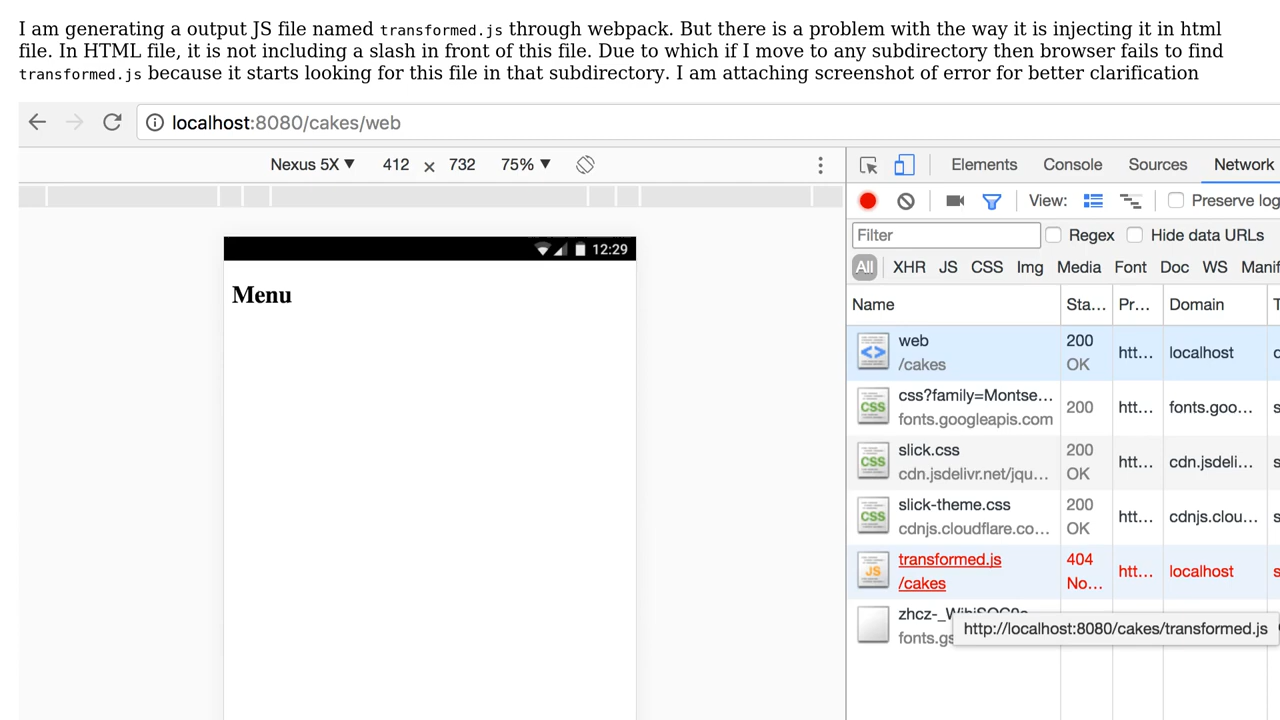 I am generating a output JS file named transformed.js through webpack. But there is a problem with the way it is injecting it in html
file. In HTML file, it is not including a slash in front of this file. Due to which if I move to any subdirectory then browser fails to find
transformed.js because it starts looking for this file in that subdirectory. I am attaching screenshot of error for better clarification
localhost:8080/cakes/web
Nexus 5X ▼ 412 × 732 75% ▼
Elements Console Sources Network
View: Preserve log
Filter Regex Hide data URLs
All XHR JS CSS Img Media Font Doc WS Manif
12:29
Menu
Name Sta... Pr... Domain T
web 200 htt... localhost
/cakes OK
css?family=Montse... 200 htt... fonts.goo... s
fonts.googleapis.com
slick.css 200 htt... cdn.jsdeli... s
cdn.jsdelivr.net/jqu... OK
slick-theme.css 200 htt... cdnjs.clou... s
cdnjs.cloudflare.co... OK
transformed.js 404 htt... localhost s
/cakes No...
http://localhost:8080/cakes/transformed.js